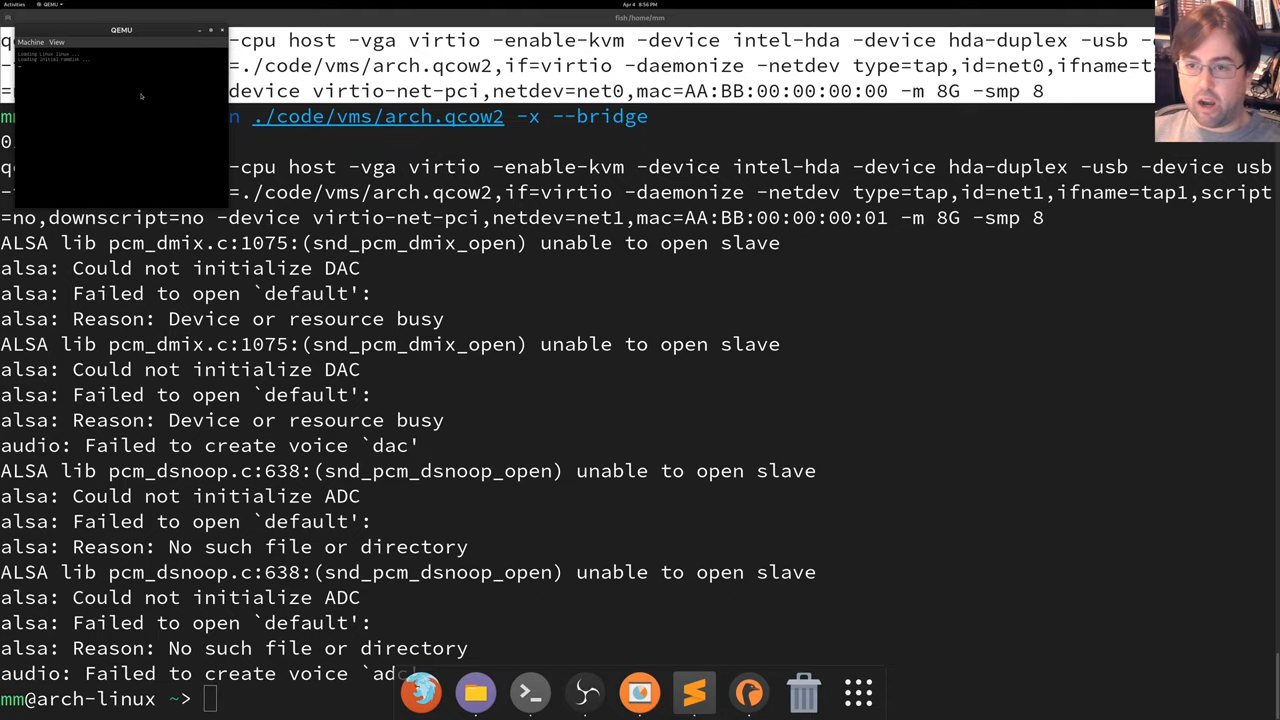 Activities
QEMU
Apr 4 8:56 PM
fish /home/mm
QEMU
Machine View
Loading Linux linux ...
Loading initial ramdisk ...
-cpu host -vga virtio -enable-kvm -device intel-hda -device hda-duplex -usb -
=./code/vms/arch.qcow2,if=virtio -daemonize -netdev type=tap,id=net0,ifname=ta
device virtio-net-pci,netdev=net0,mac=AA:BB:00:00:00:00 -m 8G -smp 8
n ./code/vms/arch.qcow2 -x --bridge
-cpu host -vga virtio -enable-kvm -device intel-hda -device hda-duplex -usb -device usb
=./code/vms/arch.qcow2,if=virtio -daemonize -netdev type=tap,id=net1,ifname=tap1,script
=no,downscript=no -device virtio-net-pci,netdev=net1,mac=AA:BB:00:00:00:01 -m 8G -smp 8
ALSA lib pcm_dmix.c:1075:(snd_pcm_dmix_open) unable to open slave
alsa: Could not initialize DAC
alsa: Failed to open `default':
alsa: Reason: Device or resource busy
ALSA lib pcm_dmix.c:1075:(snd_pcm_dmix_open) unable to open slave
alsa: Could not initialize DAC
alsa: Failed to open `default':
alsa: Reason: Device or resource busy
audio: Failed to create voice `dac'
ALSA lib pcm_dsnoop.c:638:(snd_pcm_dsnoop_open) unable to open slave
alsa: Could not initialize ADC
alsa: Failed to open `default':
alsa: Reason: No such file or directory
ALSA lib pcm_dsnoop.c:638:(snd_pcm_dsnoop_open) unable to open slave
alsa: Could not initialize ADC
alsa: Failed to open `default':
alsa: Reason: No such file or directory
audio: Failed to create voice `adc'
mm@arch-linux ~>